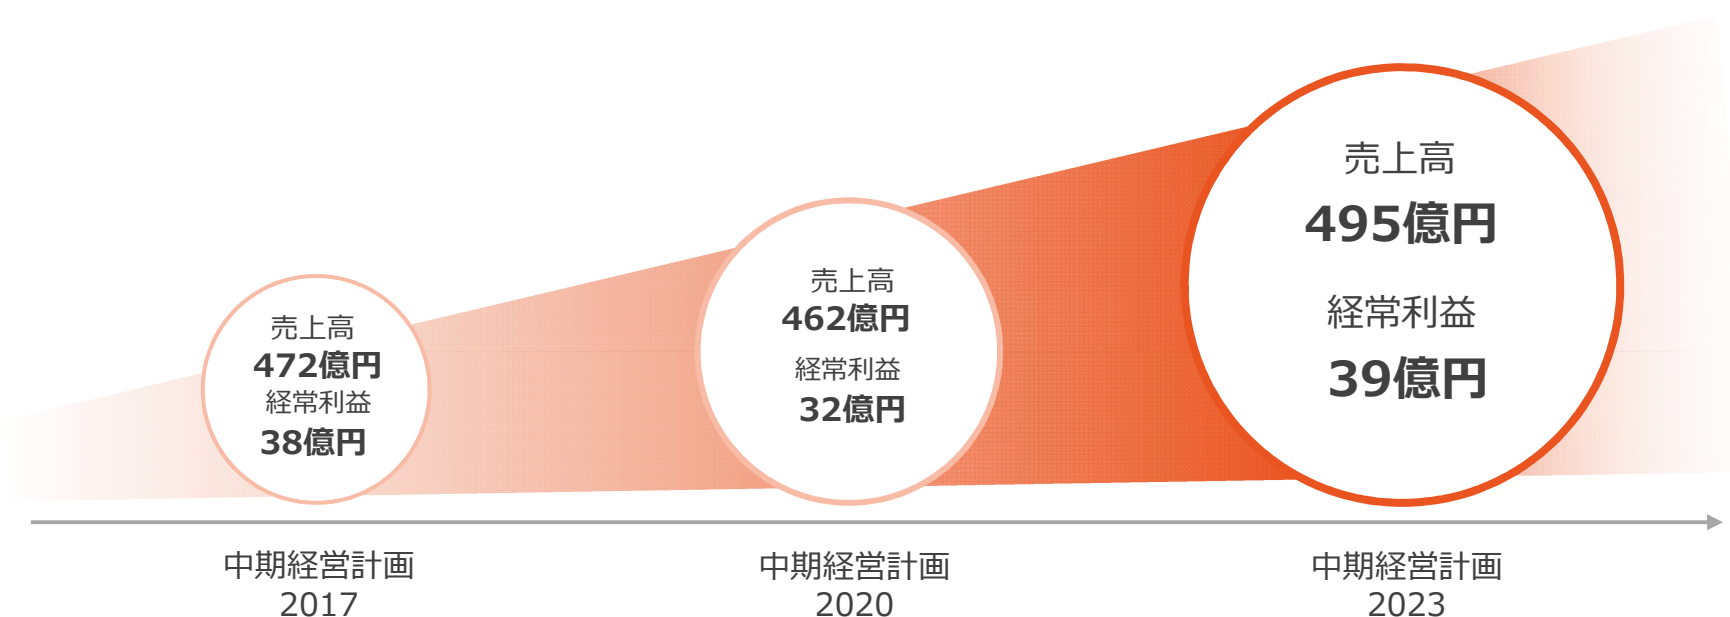 売上高
472億円
経常利益
38億円
売上高
462億円
経常利益
32億円
売上高
495億円
経常利益
39億円
中期経営計画
2017
中期経営計画
2020
中期経営計画
2023